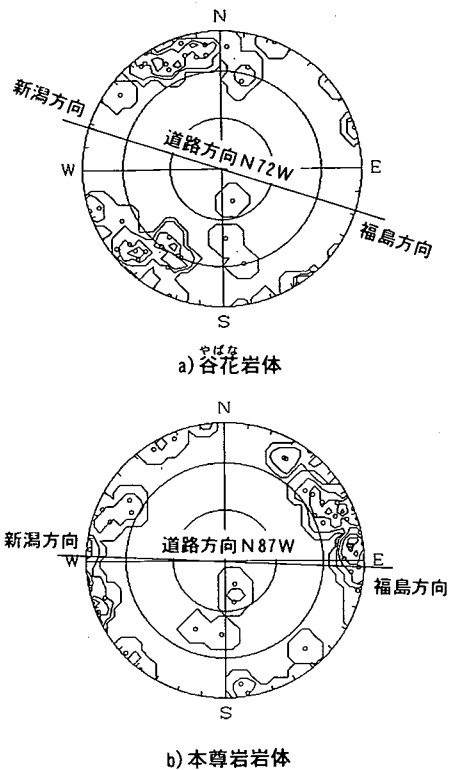 N
新潟方向
道路方向N72W
W
E
福島方向
S
やばな
a)谷花岩体
N
新潟方向
道路方向N87W
W
E
福島方向
S
b)本尊岩岩体